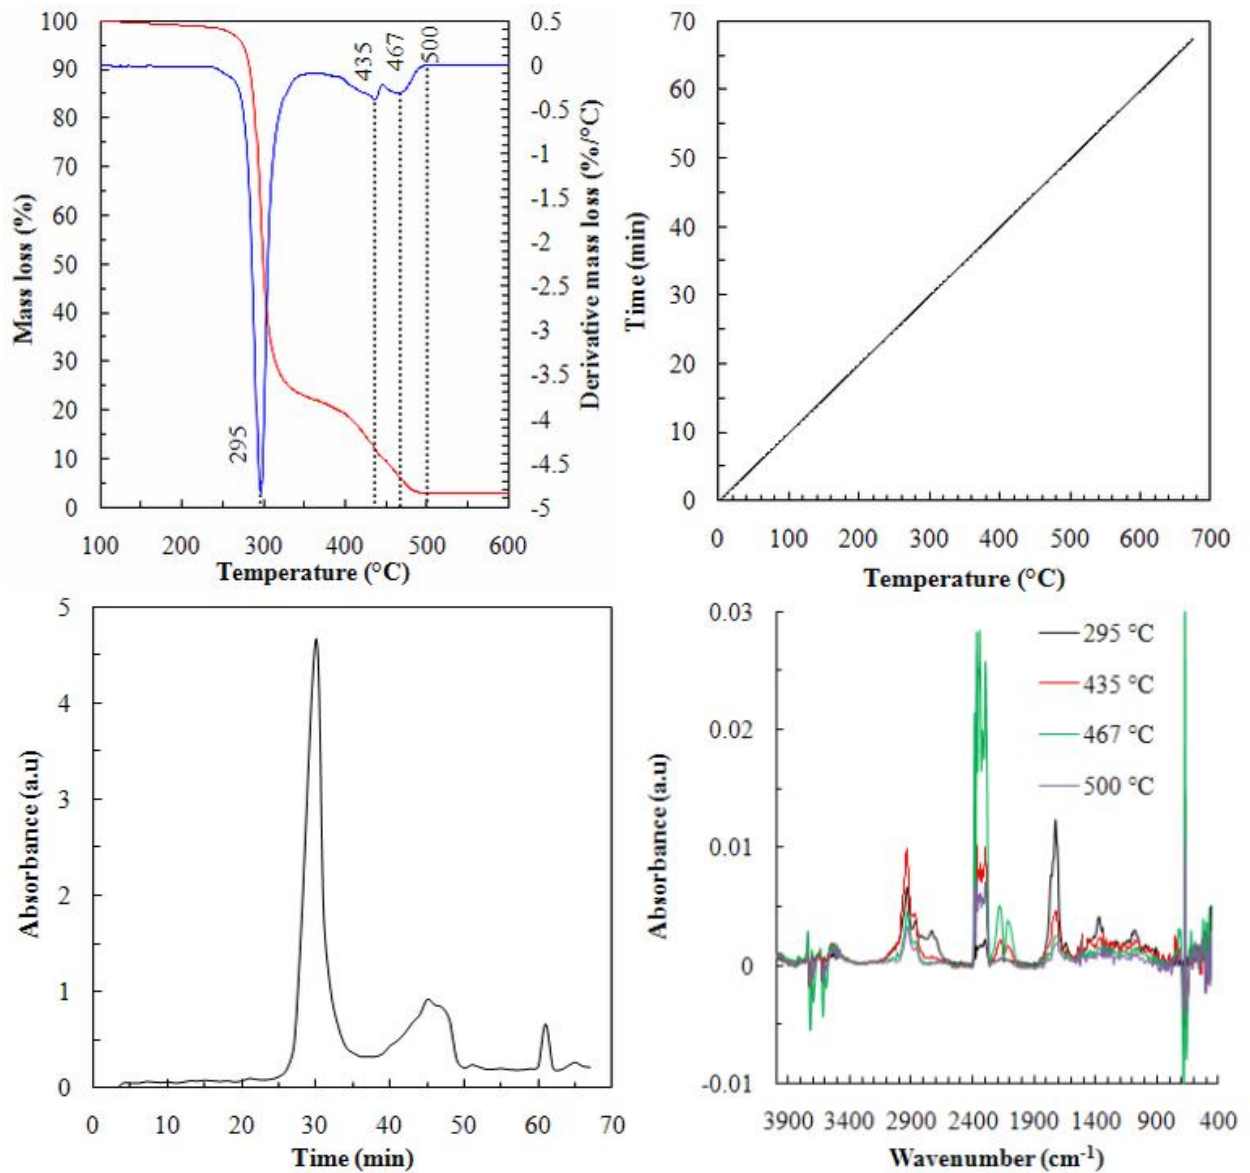 Mass loss (%)
100
90
80
70
60
50
40
30
20
10
0
295
435
467
500
0.5
0
-0.5
-1
-1.5
-2
-2.5
-3
-3.5
-4
-4.5
-5
Derivative mass loss (%/°C)
100 200 300 400 500 600
Temperature (°C)
Time (min)
70
60
50
40
30
20
10
0
0 100 200 300 400 500 600 700
Temperature (°C)
Absorbance (a.u)
5
4
3
2
1
0
0 10 20 30 40 50 60 70
Time (min)
Absorbance (a.u)
0.03
0.02
0.01
0
-0.01
295 °C
435 °C
467 °C
500 °C
3900 3400 2900 2400 1900 1400 900 400
Wavenumber (cm-1)